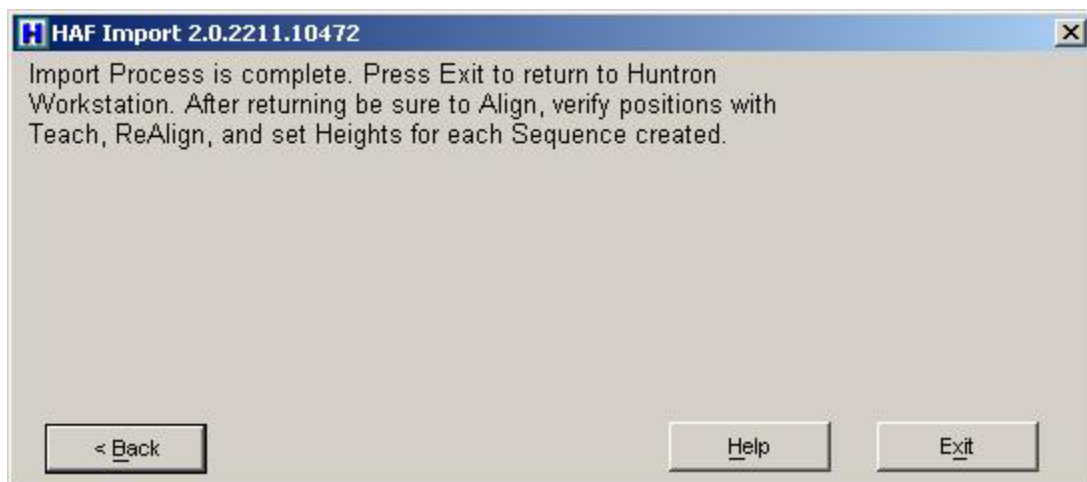 H HAF Import 2.0.2211.10472
Import Process is complete. Press Exit to return to Huntron
Workstation. After returning be sure to Align, verify positions with
Teach, ReAlign, and set Heights for each Sequence created.
< Back Help Exit